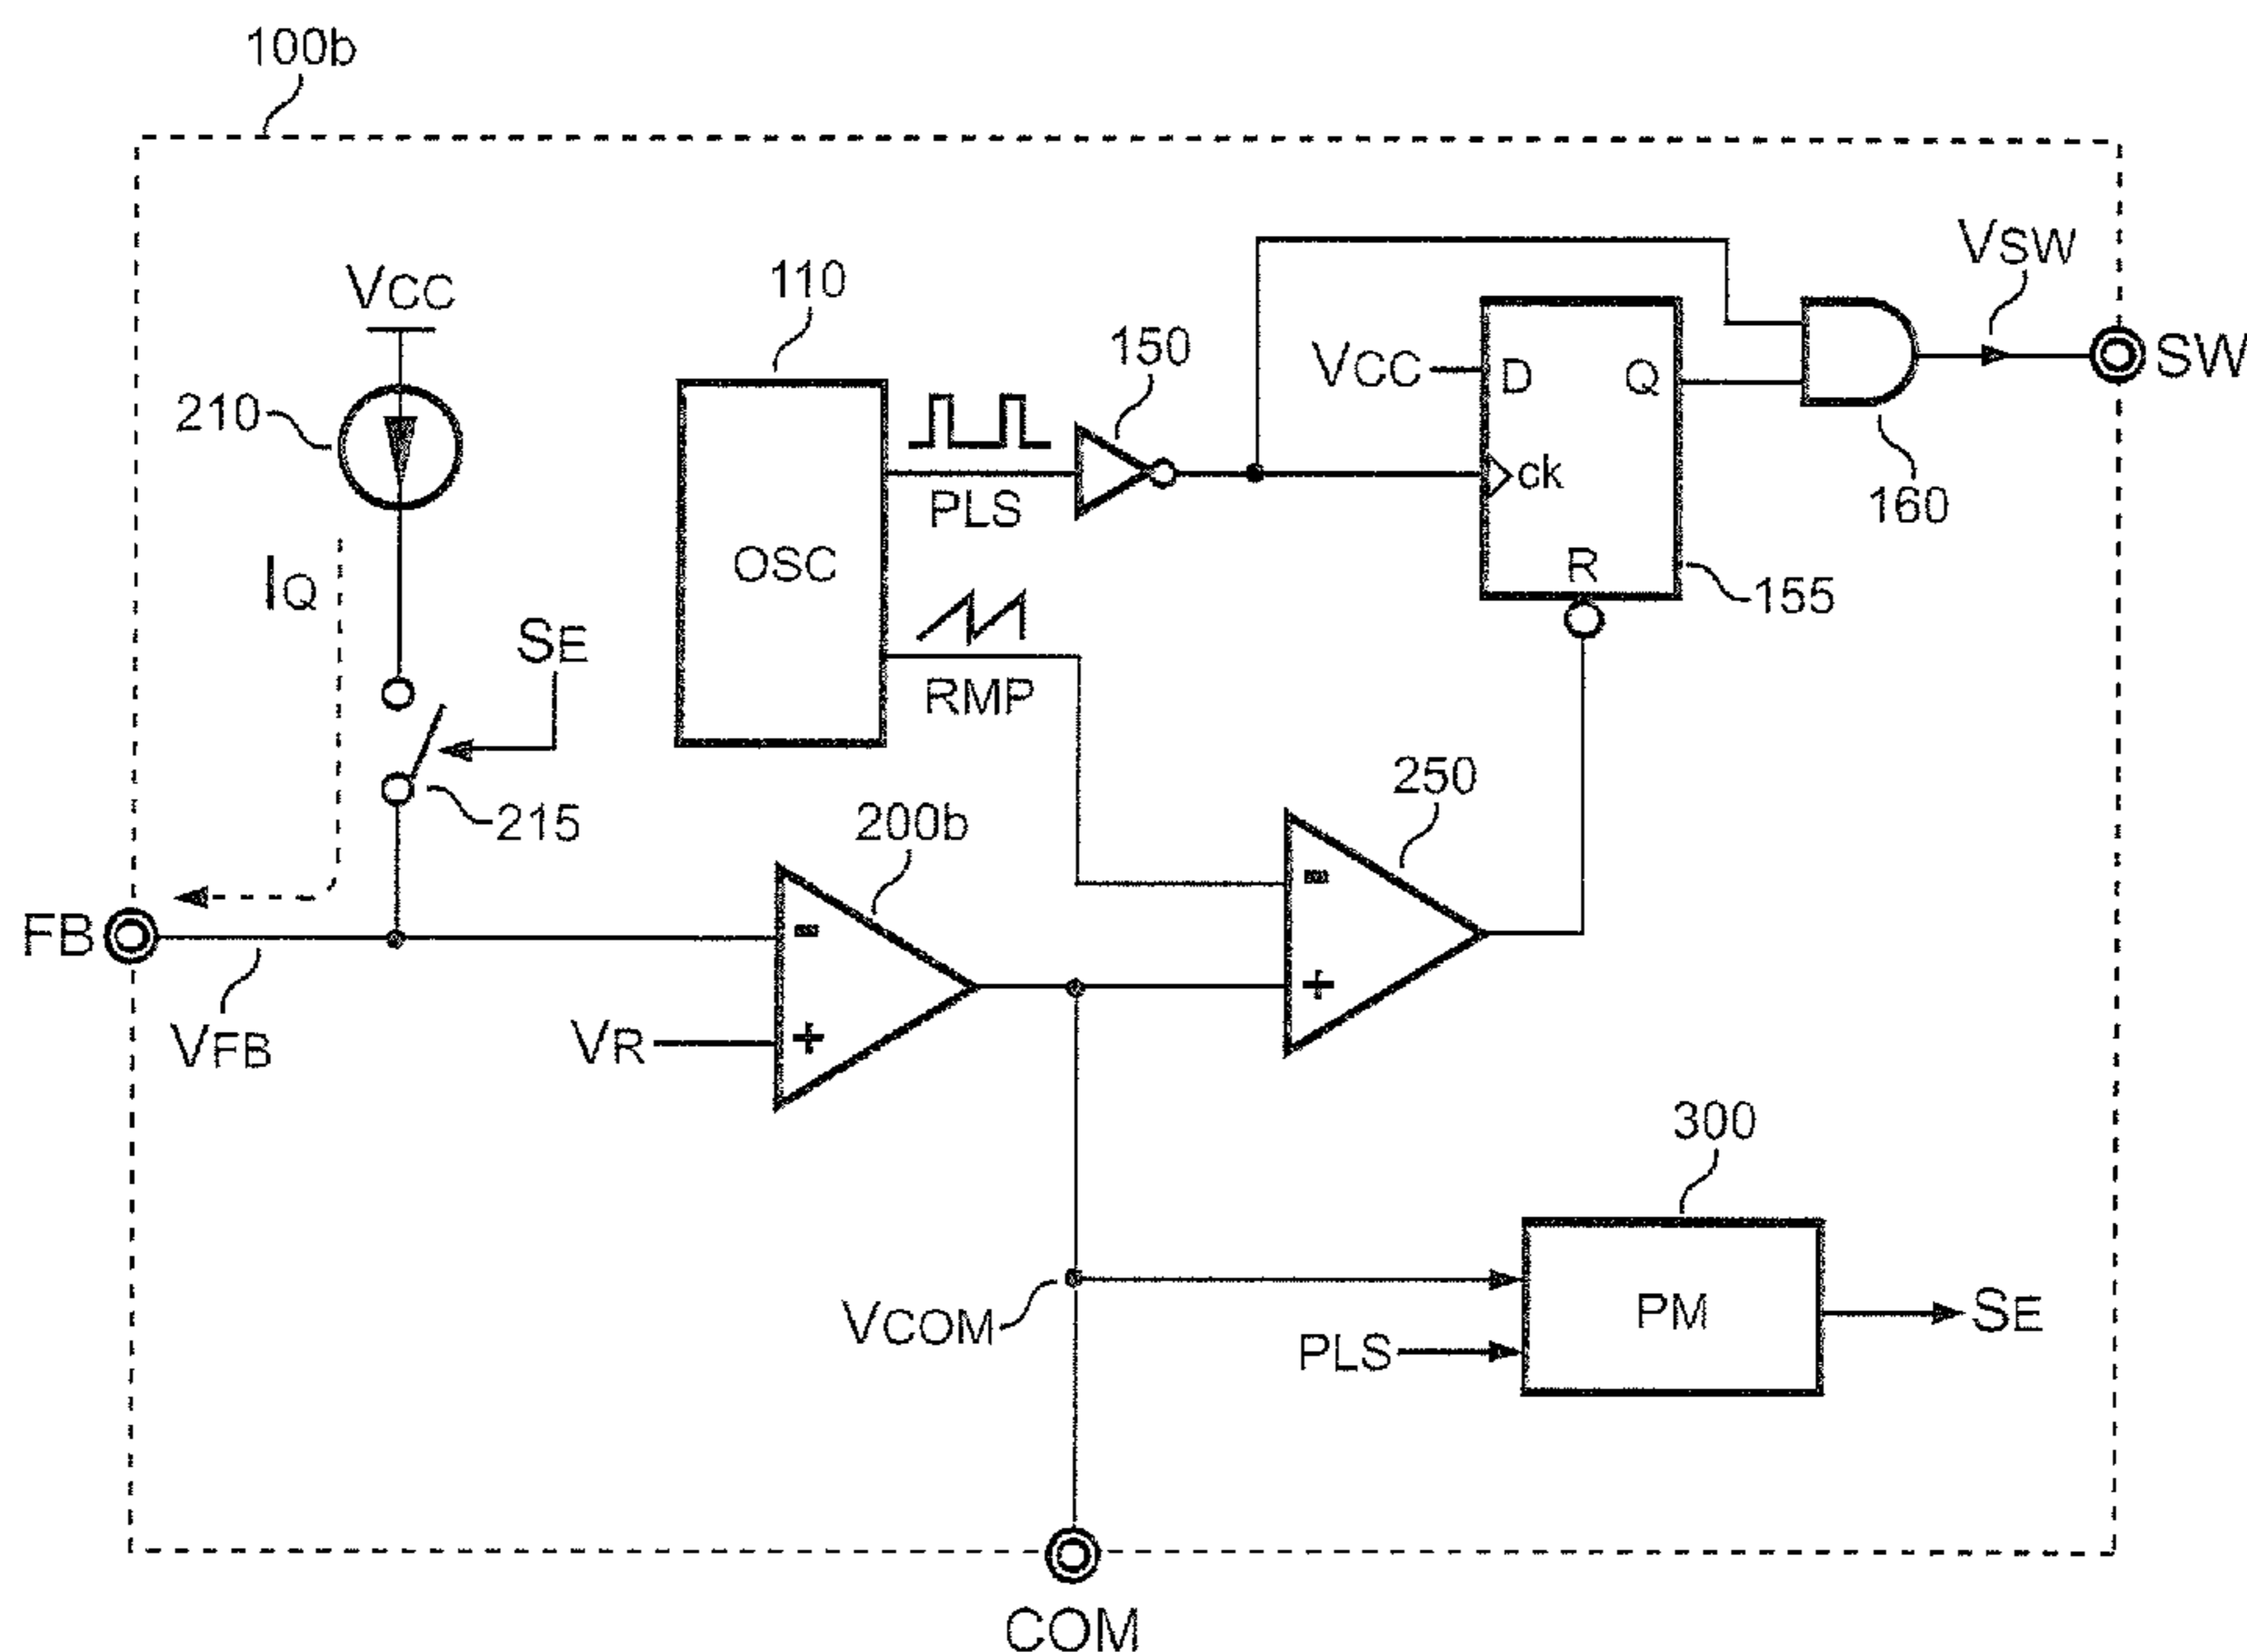 100b
VCC
110
VSW
150
VCC
D
Q
SW
210
PLS
ck
160
OSC
IQ
R
155
SE
RMP
215
200b
250
-
-
FB
+
VFB
VR
+
300
VCOM
PM
SE
PLS
COM